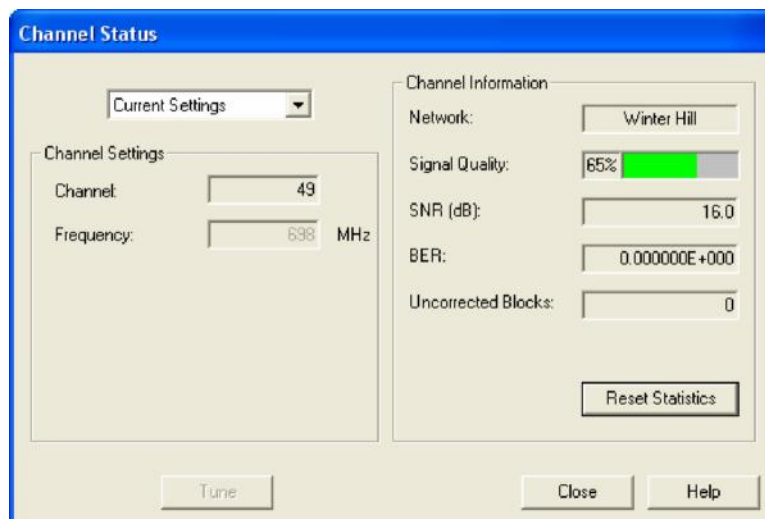 Channel Status
Current Settings
Channel Settings
Channel: 49
Frequency: 698 MHz
Channel Information
Network: Winter Hill
Signal Quality: 65%
SNR (dB): 16.0
BER: 0.000000E+000
Uncorrected Blocks: 0
Reset Statistics
Tune Close Help